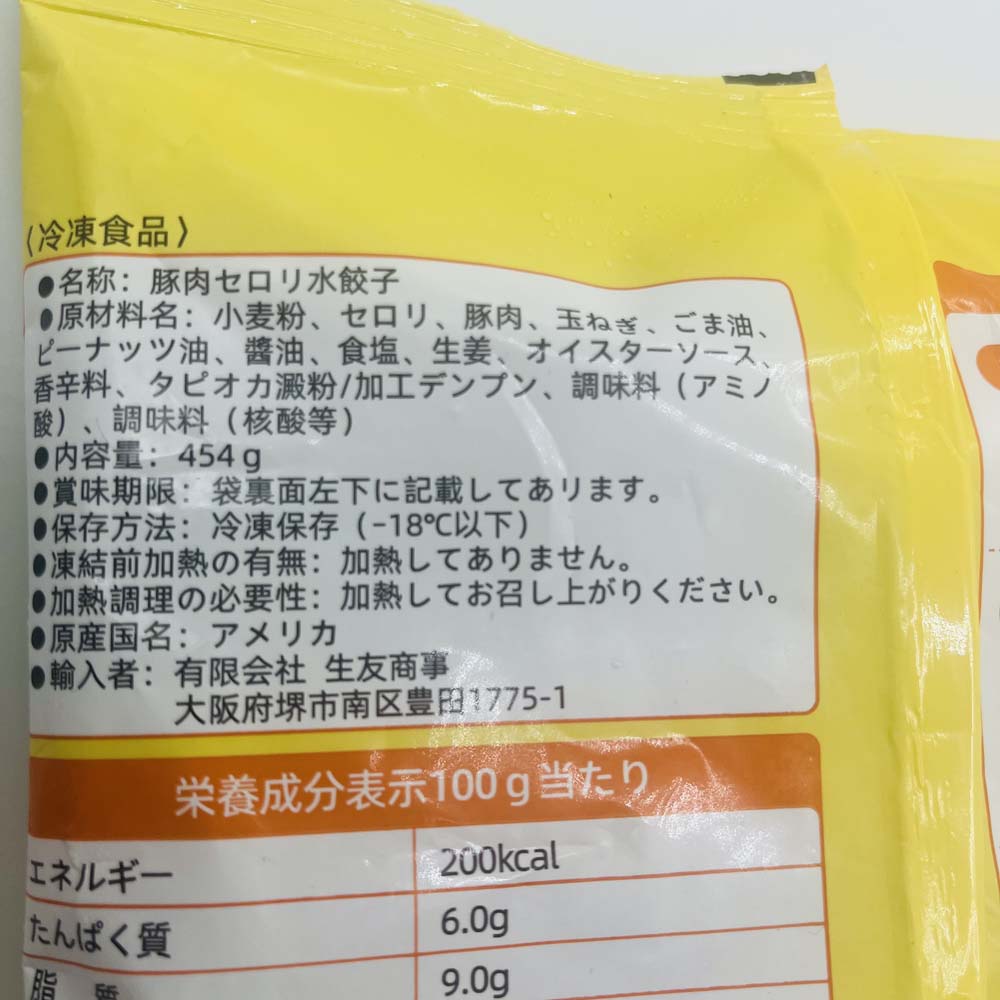 〈冷凍食品〉
●名称：豚肉セロリ水餃子
●原材料名：小麦粉、セロリ、豚肉、玉ねぎ、ごま油、
ピーナッツ油、醬油、食塩、生姜、オイスターソース、
香辛料、タピオカ澱粉/加工デンプン、調味料（アミノ
酸）、調味料（核酸等）
●内容量：454g
●賞味期限：袋裏面左下に記載してあリます。
●保存方法：冷凍保存（-18℃以下）
●凍結前加熱の有無：加熱してありません。
●加熱調理の必要性：加熱してお召し上がりください。
●原産国名：アメリカ
●輸入者：有限会社 生友商事
大阪府堺市南区豊田1775-1
栄養成分表示100g当たり
エネルギー 200kcal
たんぱく質 6.0g
脂質 9.0g